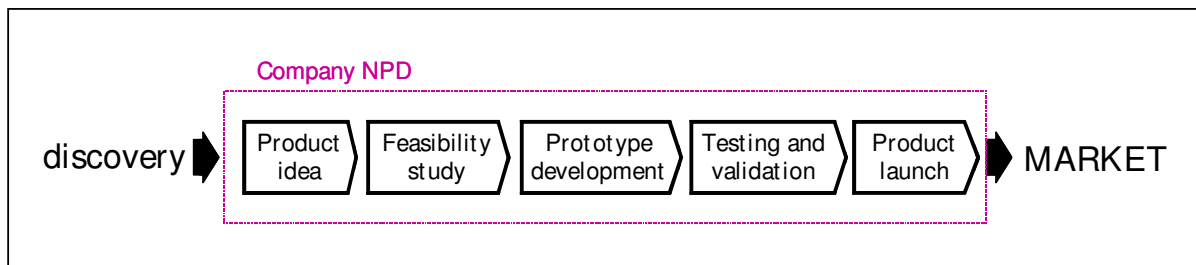 Company NPD
discovery
Product
idea
Feasibility
study
Prototype
development
Testing and
validation
Product
launch
MARKET